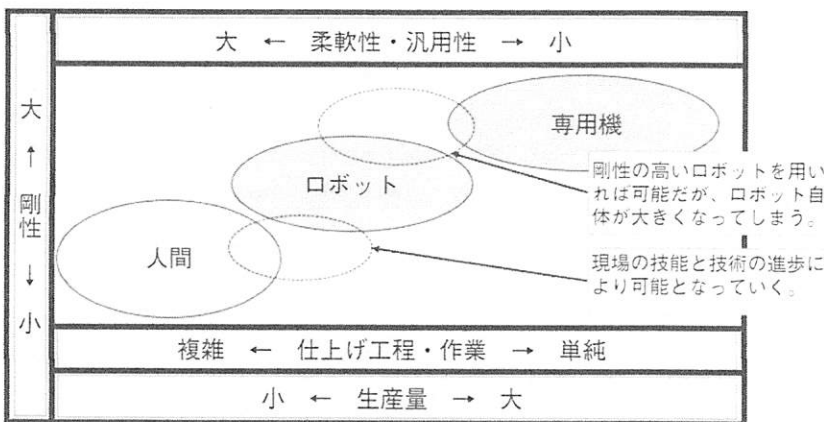 大 ← 柔軟性・汎用性 → 小
大 ↑ 剛性 ↓ 小
専用機
ロボット
人間
剛性の高いロボットを用い
れば可能だが、ロボット自
体が大きくなってしまう。
現場の技能と技術の進歩に
より可能となっていく。
複雑 ← 仕上げ工程・作業 → 単純
小 ← 生産量 → 大